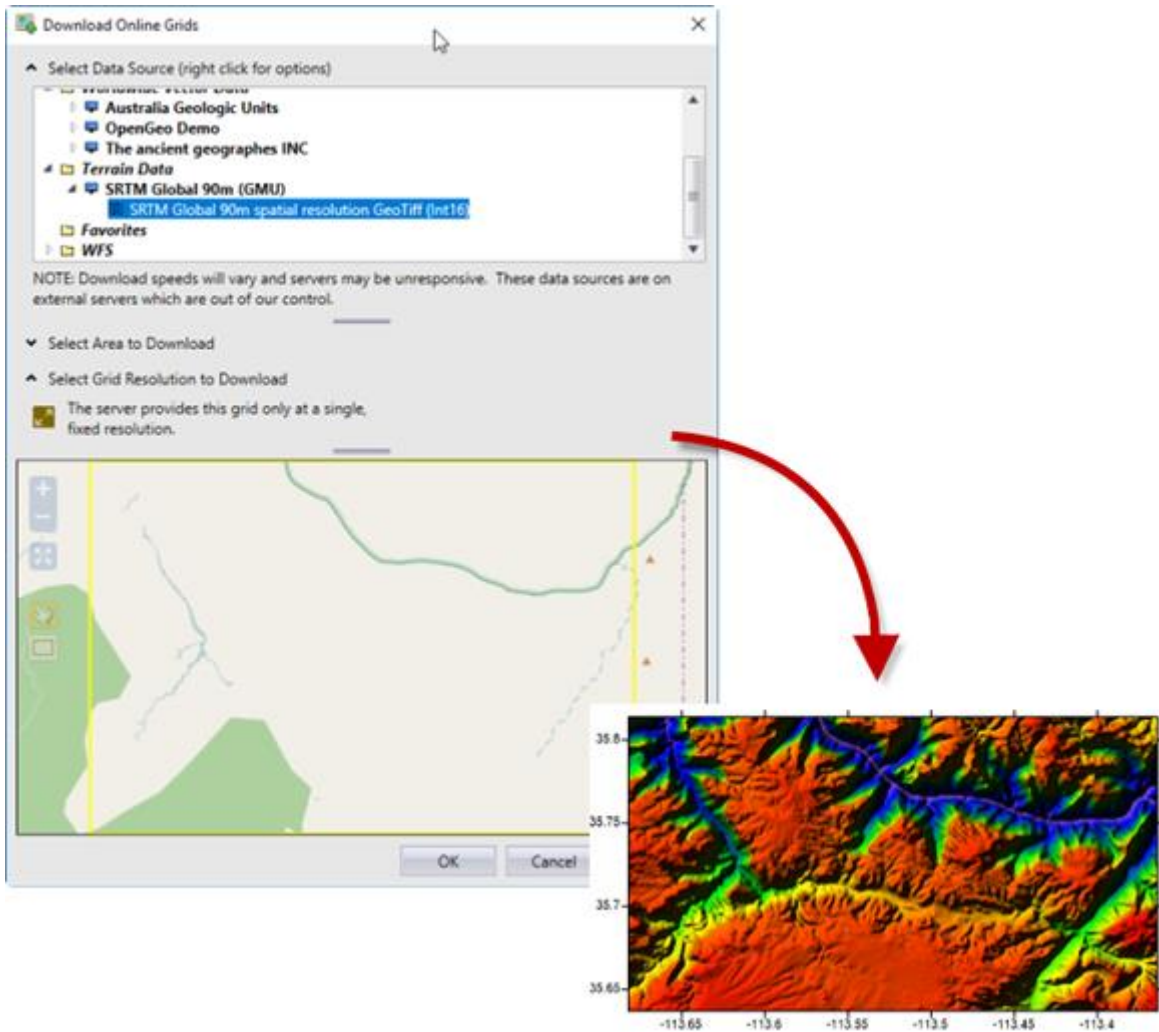 Download Online Grids
Select Data Source (right click for options)
Worldwide Vector Data
Australia Geologic Units
OpenGeo Demo
The ancient geographes INC
Terrain Data
SRTM Global 90m (GMU)
SRTM Global 90m spatial resolution GeoTiff (Int16)
Favorites
WFS
NOTE: Download speeds will vary and servers may be unresponsive. These data sources are on
external servers which are out of our control.
Select Area to Download
Select Grid Resolution to Download
The server provides this grid only at a single,
fixed resolution.
OK Cancel
35.8
35.75
35.7
35.65
-113.65 -113.6 -113.55 -113.5 -113.45 -113.4